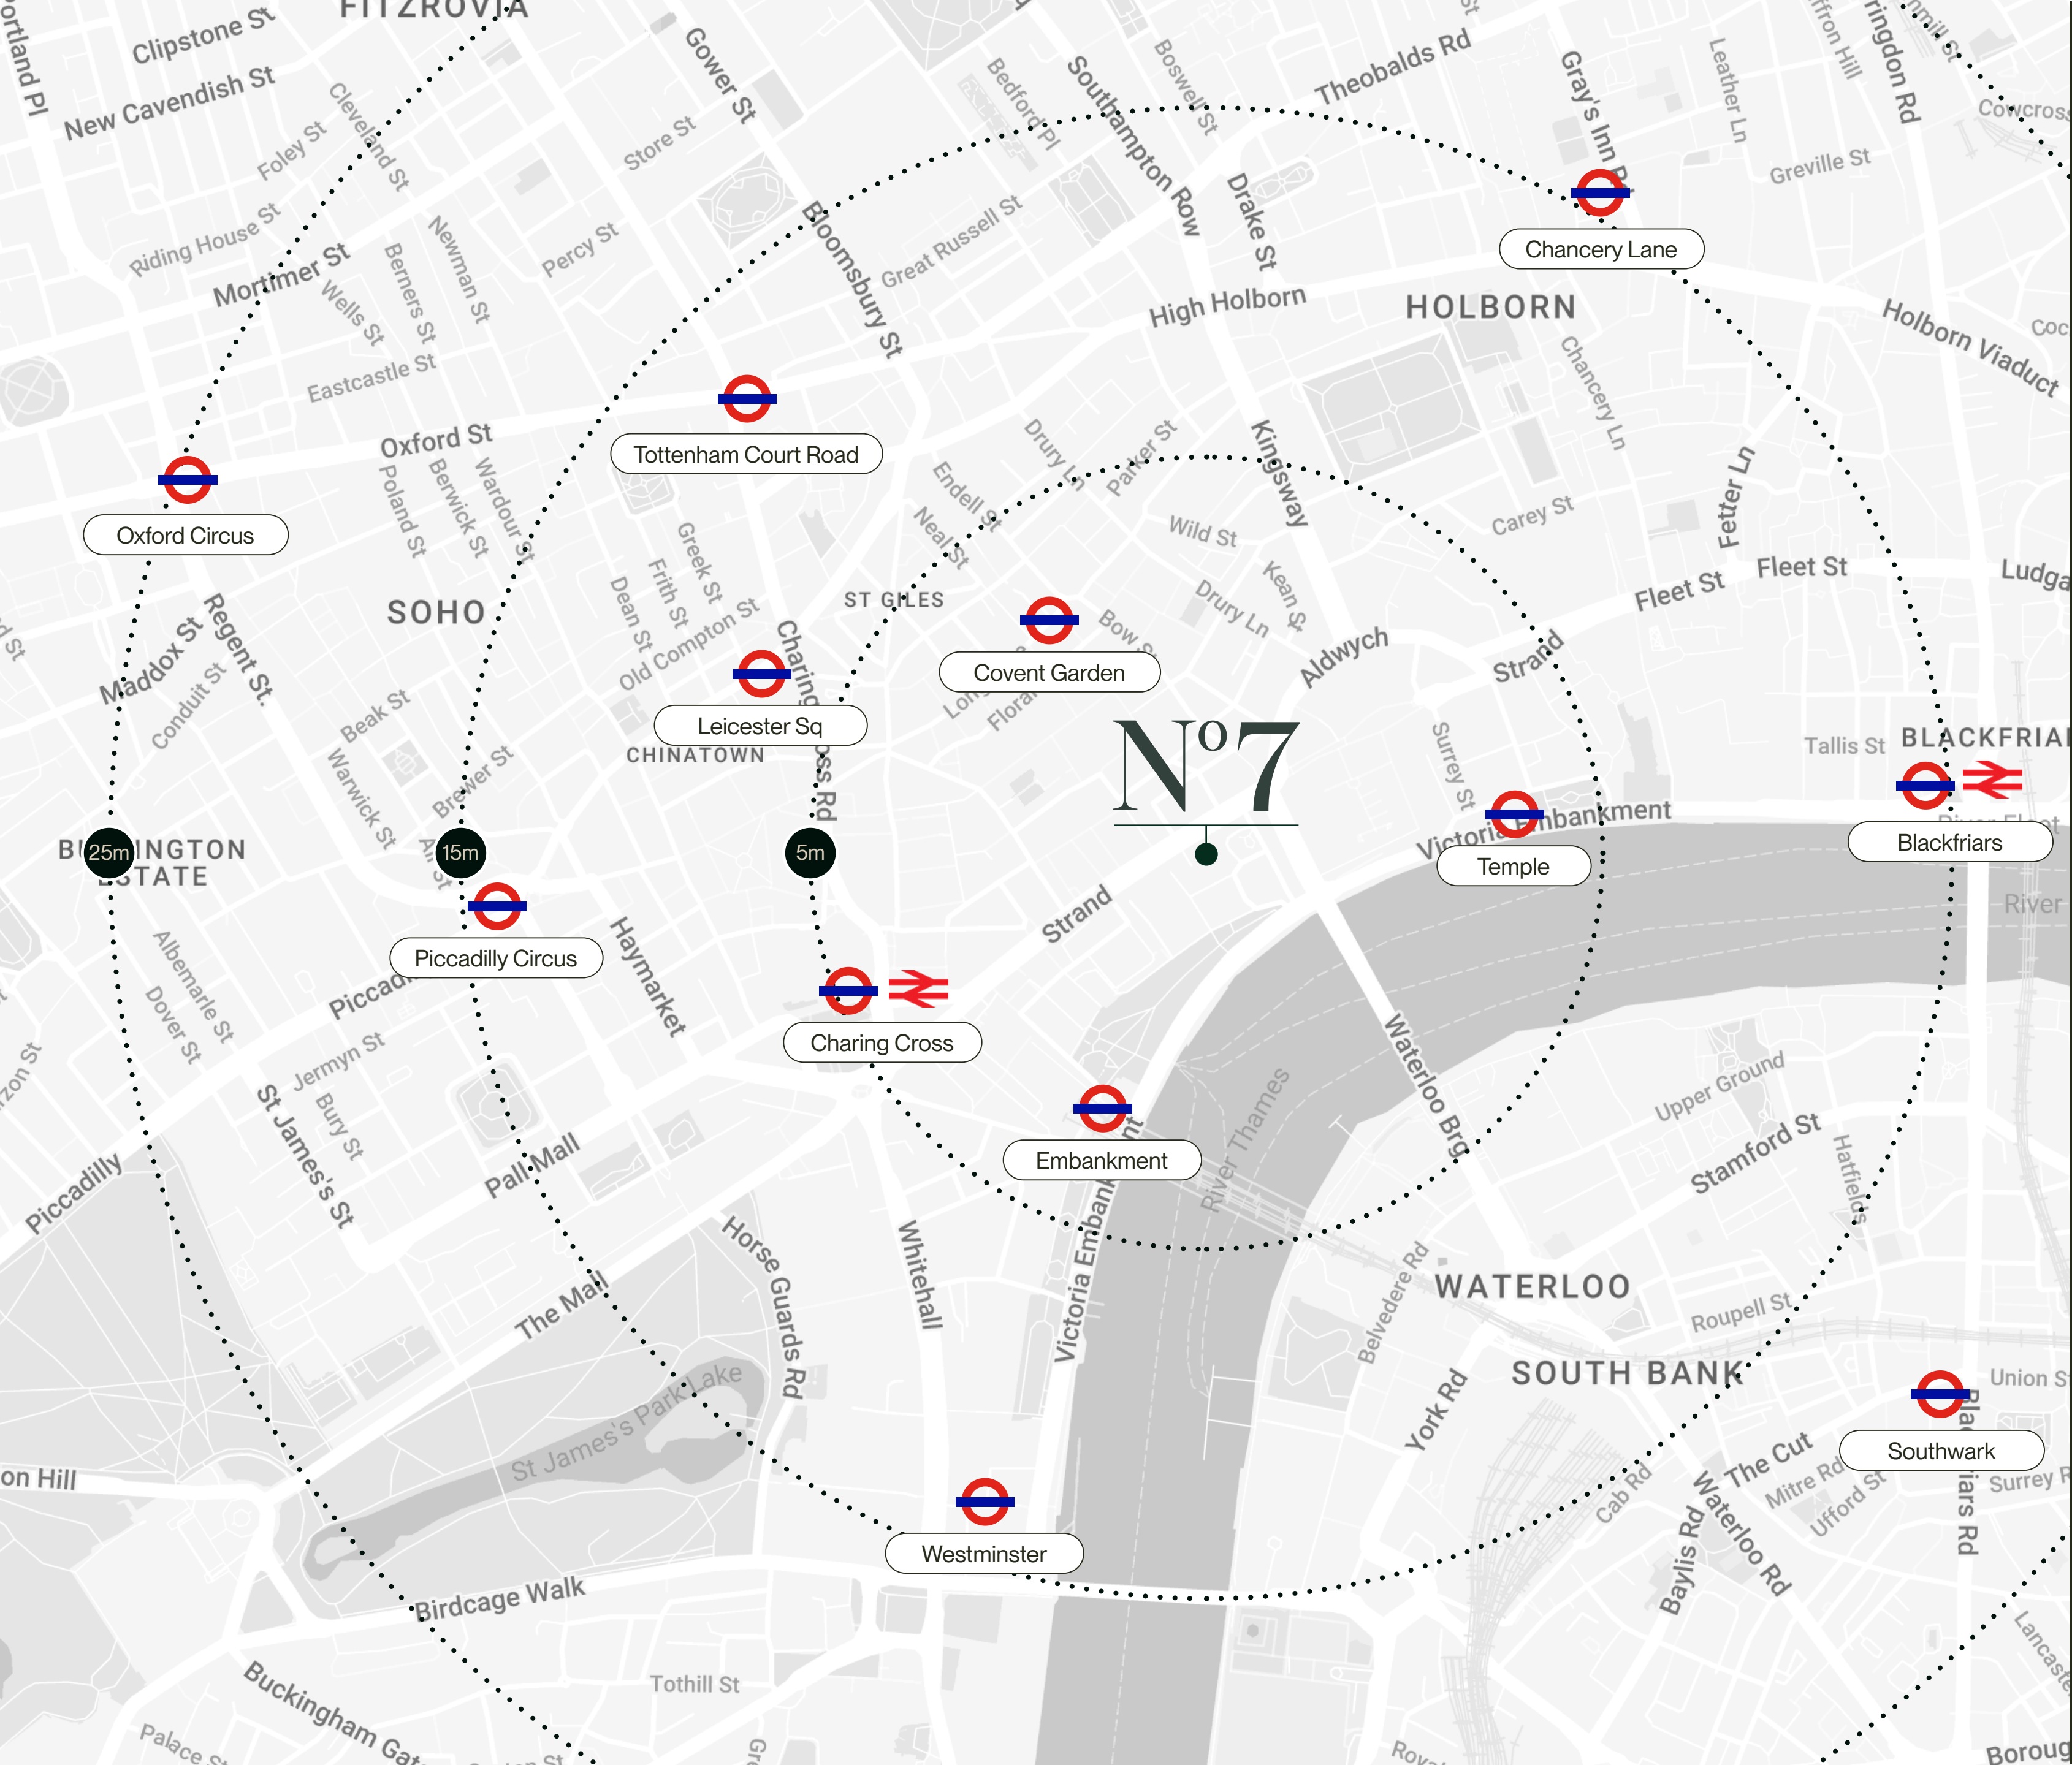 FITZROVIA
Clipstone St
New Cavendish St
Gower St
Southampton Row
Boswell St
Bedford Pl
Theobalds Rd
Gray's Inn
Leather Ln
Cowcross
Greville St
Cleveland St
Foley St
Store St
Riding House St
Mortimer St
Wells St
Berners St
Newman St
Percy St
Bloomsbury St
Great Russell St
Drake St
Chancery Lane
High Holborn
HOLBORN
Holborn Viaduct
Chancery Ln
Eastcastle St
Oxford St
Tottenham Court Road
Drury Ln
Parker St
Kingsway
Fetter Ln
Carey St
Oxford Circus
Poland St
Berwick St
Wardour St
Endell St
Neal St
Wild St
Kean St
Fleet St
Fleet St
SOHO
Greek St
Frith St
Dean St
Old Compton St
ST GILES
Drury Ln
Aldwych
Strand
Regent St.
Maddox St
Conduit St
Covent Garden
Leicester Sq
CHINATOWN
Beak St
Warwick St
Brewer St
Nº7
Surrey St
Tallis St
Blackfriars
Victoria Embankment
Temple
25m
15m
5m
ESTATE
Piccadilly Circus
Haymarket
Strand
River
Albemarle St
Dover St
Jermyn St
Bury St
Charing Cross
Waterloo Brg
Upper Ground
Stamford St
Hatfields
St James's St
Pall Mall
Piccadilly
Embankment
River Thames
The Mall
Horse Guards Rd
Whitehall
Belvedere Rd
WATERLOO
Roupell St
SOUTH BANK
York Rd
St James's Park Lake
Southwark
The Cut
Mitre Rd
Ufford St
Cab Rd
Waterloo Rd
Baylis Rd
Westminster
Birdcage Walk
Tothill St